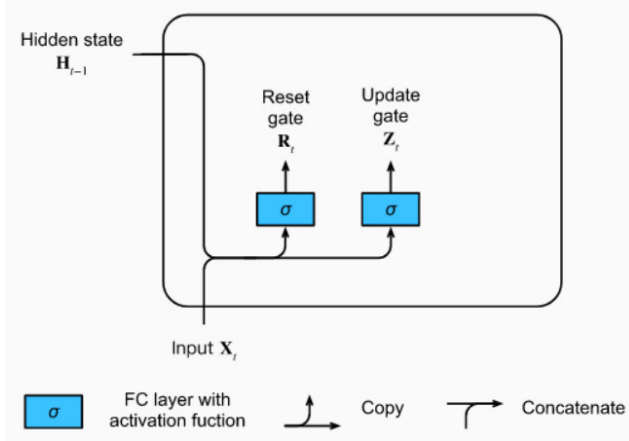 Hidden state
H_{t−1}
Reset
gate
R_t
Update
gate
Z_t
σ
σ
Input X_t
σ
FC layer with
activation fuction
Copy
Concatenate